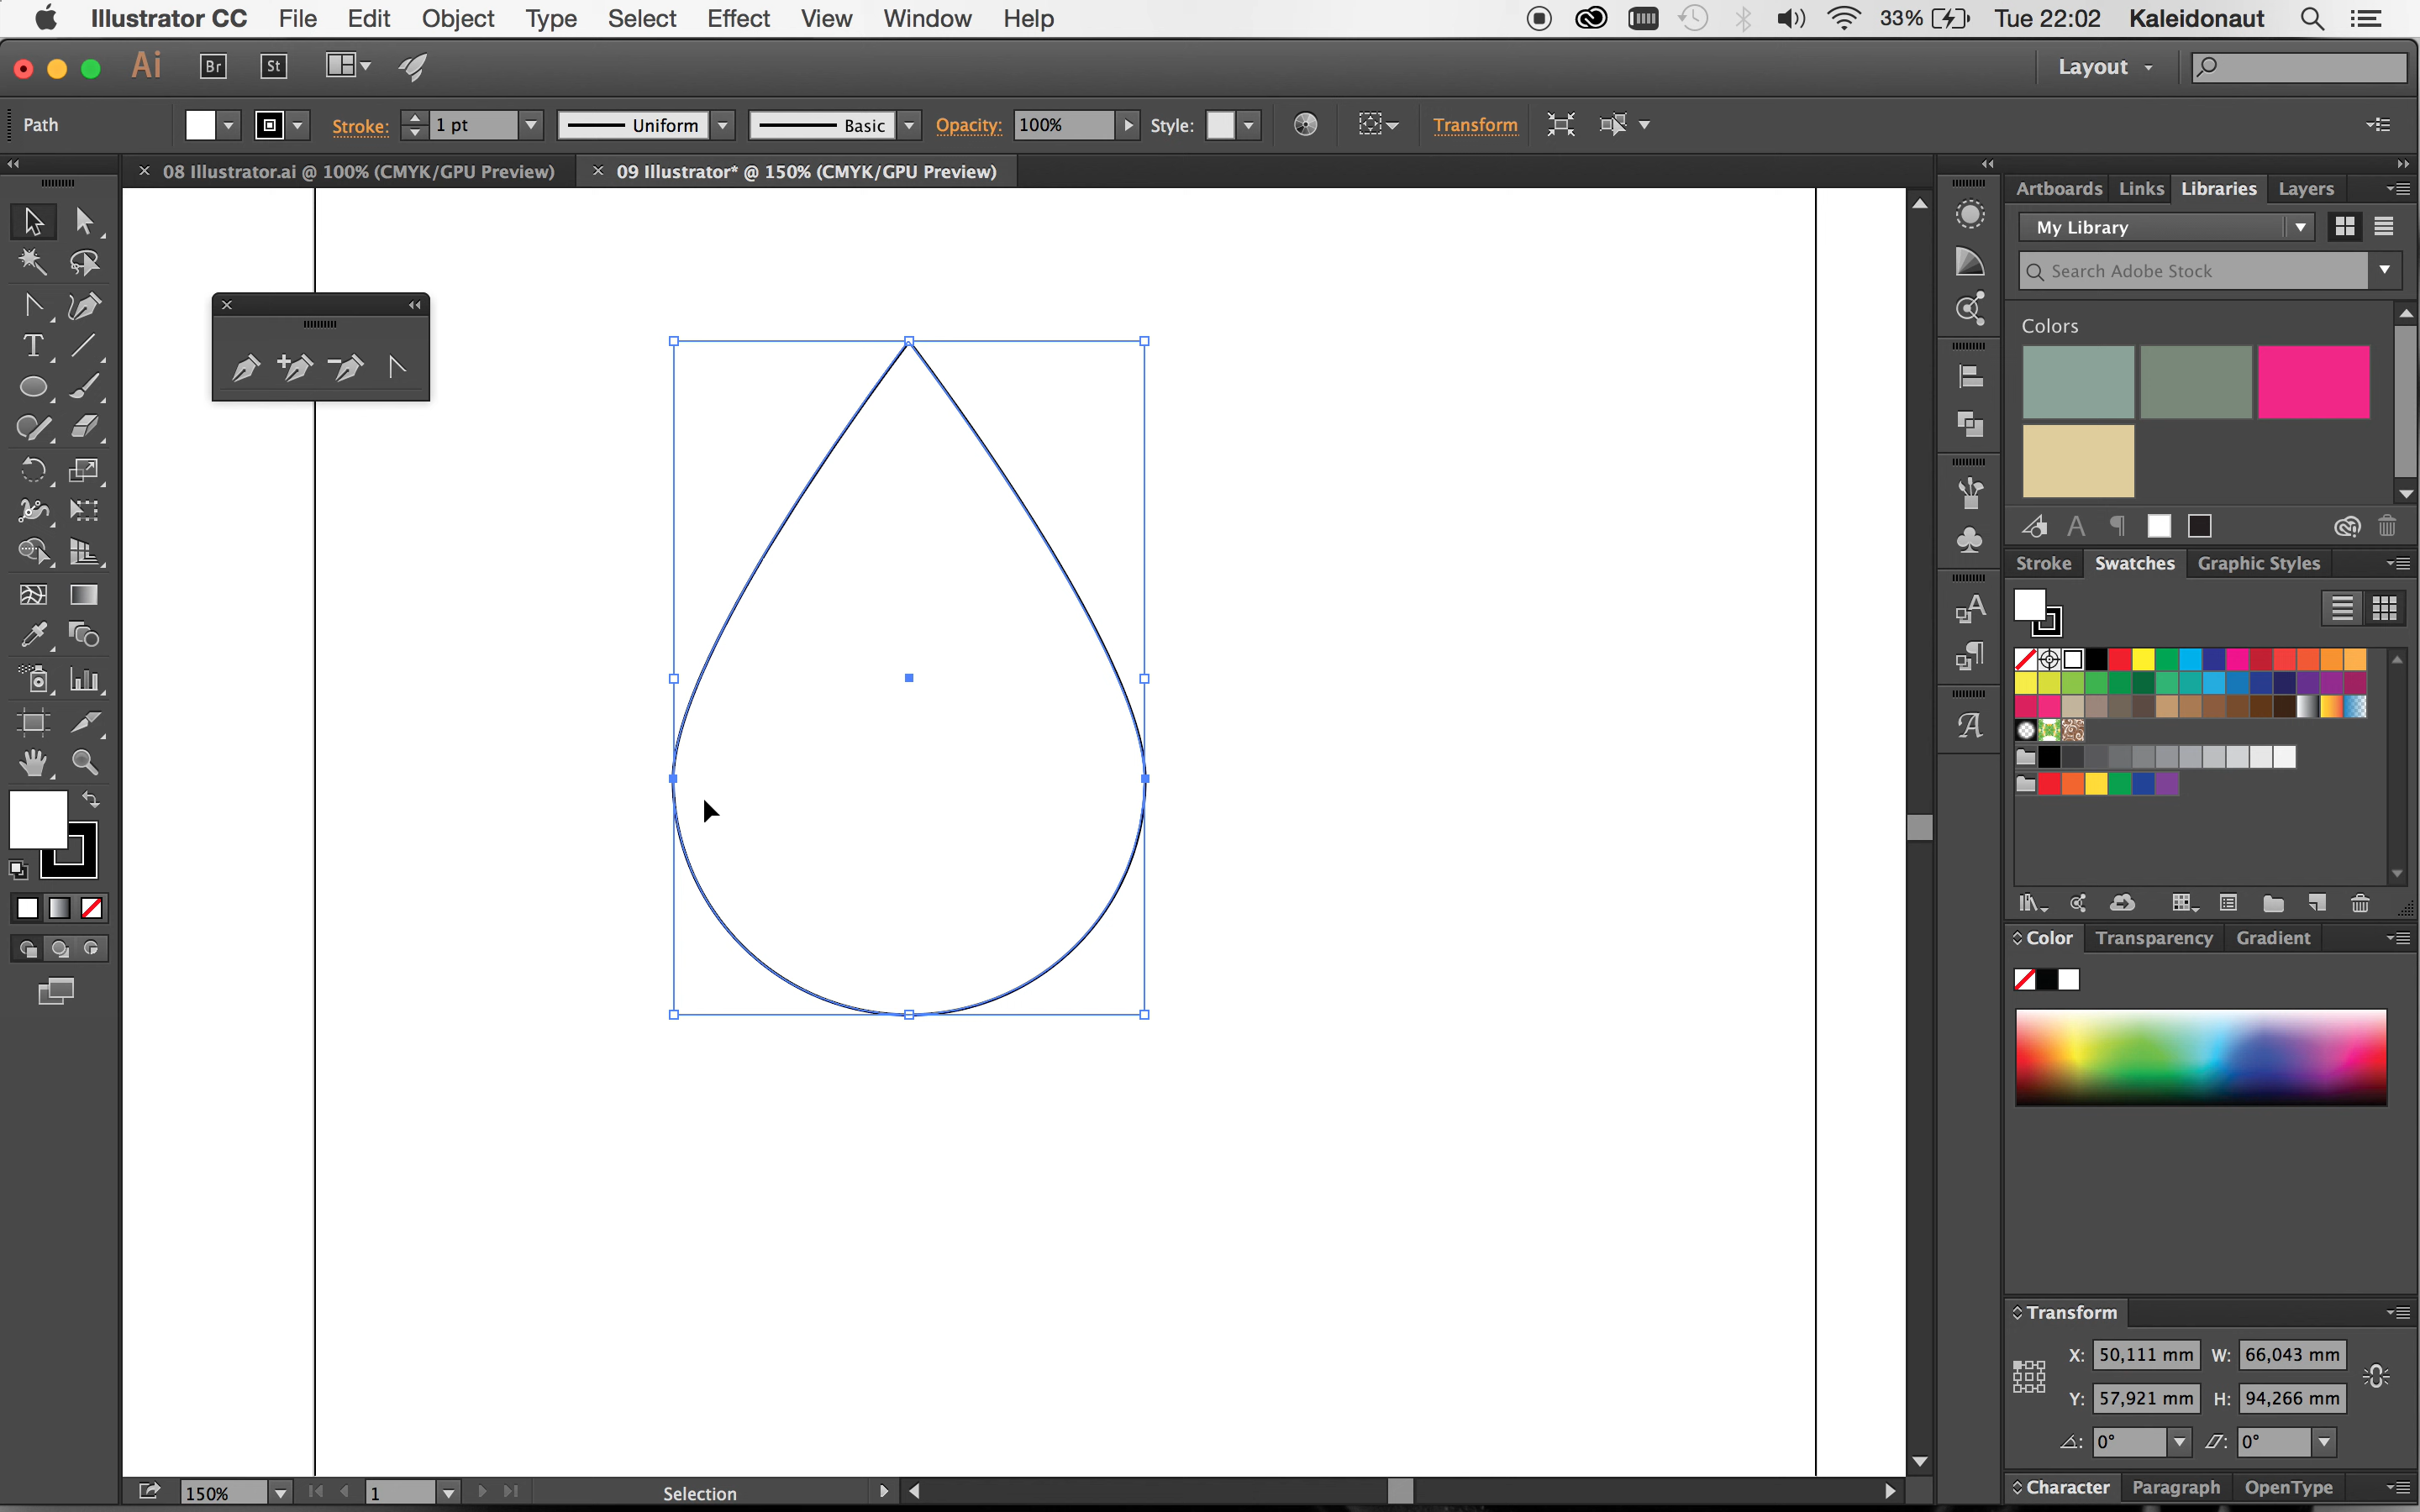 Illustrator CC File Edit Object Type Select Effect View Window Help 33% Tue 22:02 Kaleidonaut
Ai Br St Layout
Path Stroke: 1 pt Uniform Basic Opacity: 100% Style: Transform
08 Illustrator.ai @ 100% (CMYK/GPU Preview) 09 Illustrator* @ 150% (CMYK/GPU Preview)
Artboards Links Libraries Layers
My Library
Search Adobe Stock
Colors
Stroke Swatches Graphic Styles
Color Transparency Gradient
Transform
X: 50,111 mm W: 66,043 mm
Y: 57,921 mm H: 94,266 mm
0° 0°
Character Paragraph OpenType
150% 1 Selection